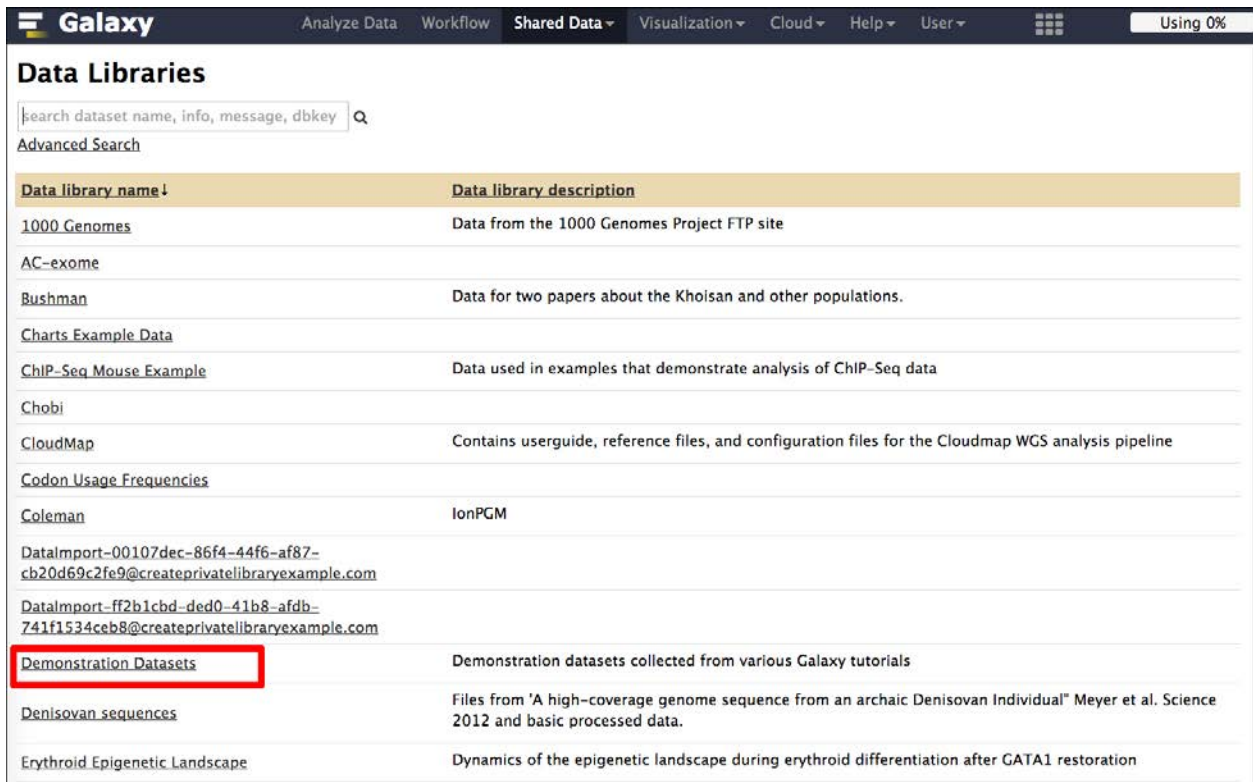 Galaxy Analyze Data Workflow Shared Data Visualization Cloud Help User Using 0%
Data Libraries
search dataset name, info, message, dbkey
Advanced Search
Data library name↓ Data library description
1000 Genomes Data from the 1000 Genomes Project FTP site
AC-exome
Bushman Data for two papers about the Khoisan and other populations.
Charts Example Data
ChIP-Seq Mouse Example Data used in examples that demonstrate analysis of ChIP-Seq data
Chobi
CloudMap Contains userguide, reference files, and configuration files for the Cloudmap WGS analysis pipeline
Codon Usage Frequencies
Coleman IonPGM
DataImport-00107dec-86f4-44f6-af87-
cb20d69c2fe9@createprivatelibraryexample.com
DataImport-ff2b1cbd-ded0-41b8-afdb-
741f1534ceb8@createprivatelibraryexample.com
Demonstration Datasets Demonstration datasets collected from various Galaxy tutorials
Denisovan sequences Files from 'A high-coverage genome sequence from an archaic Denisovan Individual" Meyer et al. Science
2012 and basic processed data.
Erythroid Epigenetic Landscape Dynamics of the epigenetic landscape during erythroid differentiation after GATA1 restoration